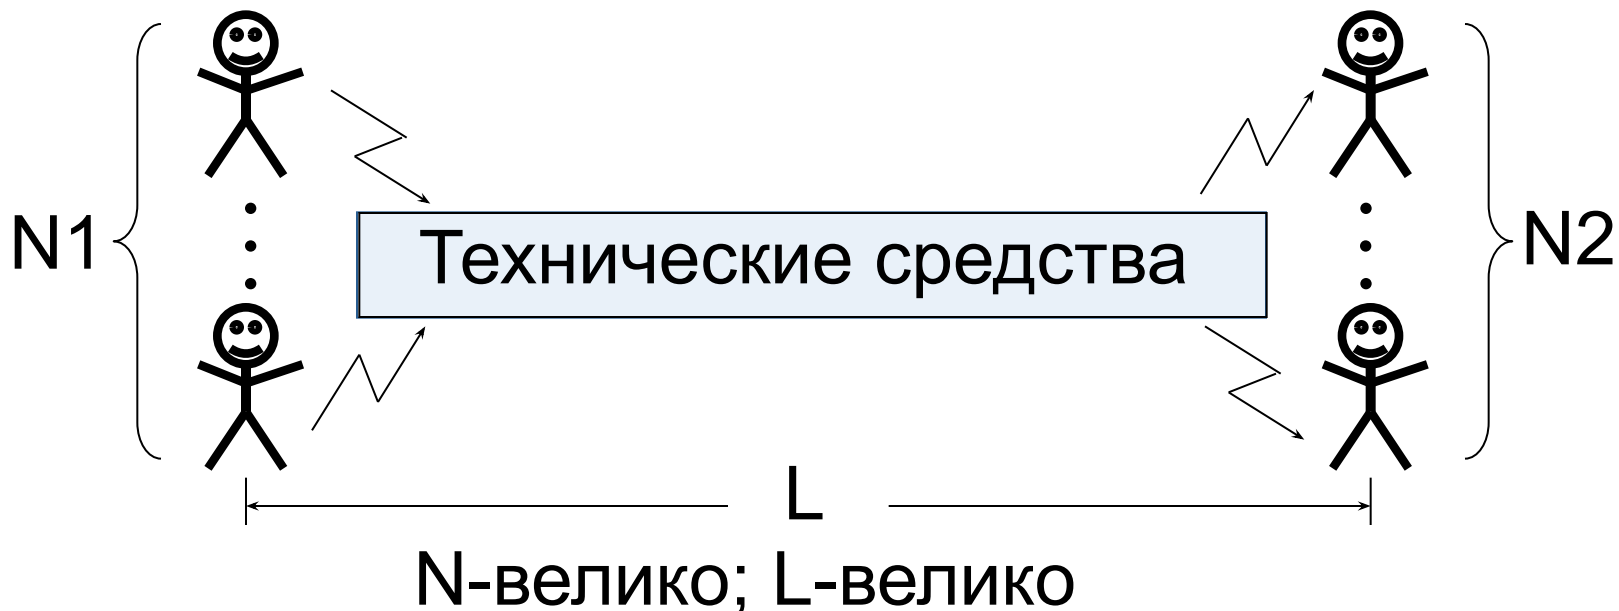 N1
Технические средства
N2
L
N-велико; L-велико